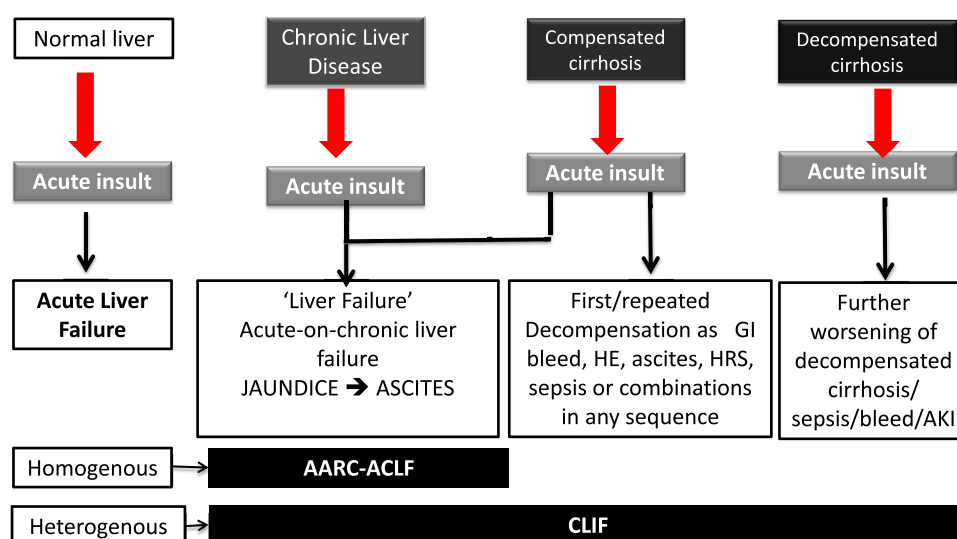 Normal liver
Chronic Liver
Disease
Compensated
cirrhosis
Decompensated
cirrhosis
Acute insult
Acute insult
Acute insult
Acute insult
Acute Liver
Failure
‘Liver Failure’
Acute-on-chronic liver
failure
JAUNDICE ➔ ASCITES
First/repeated
Decompensation as GI
bleed, HE, ascites, HRS,
sepsis or combinations
in any sequence
Further
worsening of
decompensated
cirrhosis/
sepsis/bleed/AKI
Homogenous
AARC-ACLF
Heterogenous
CLIF